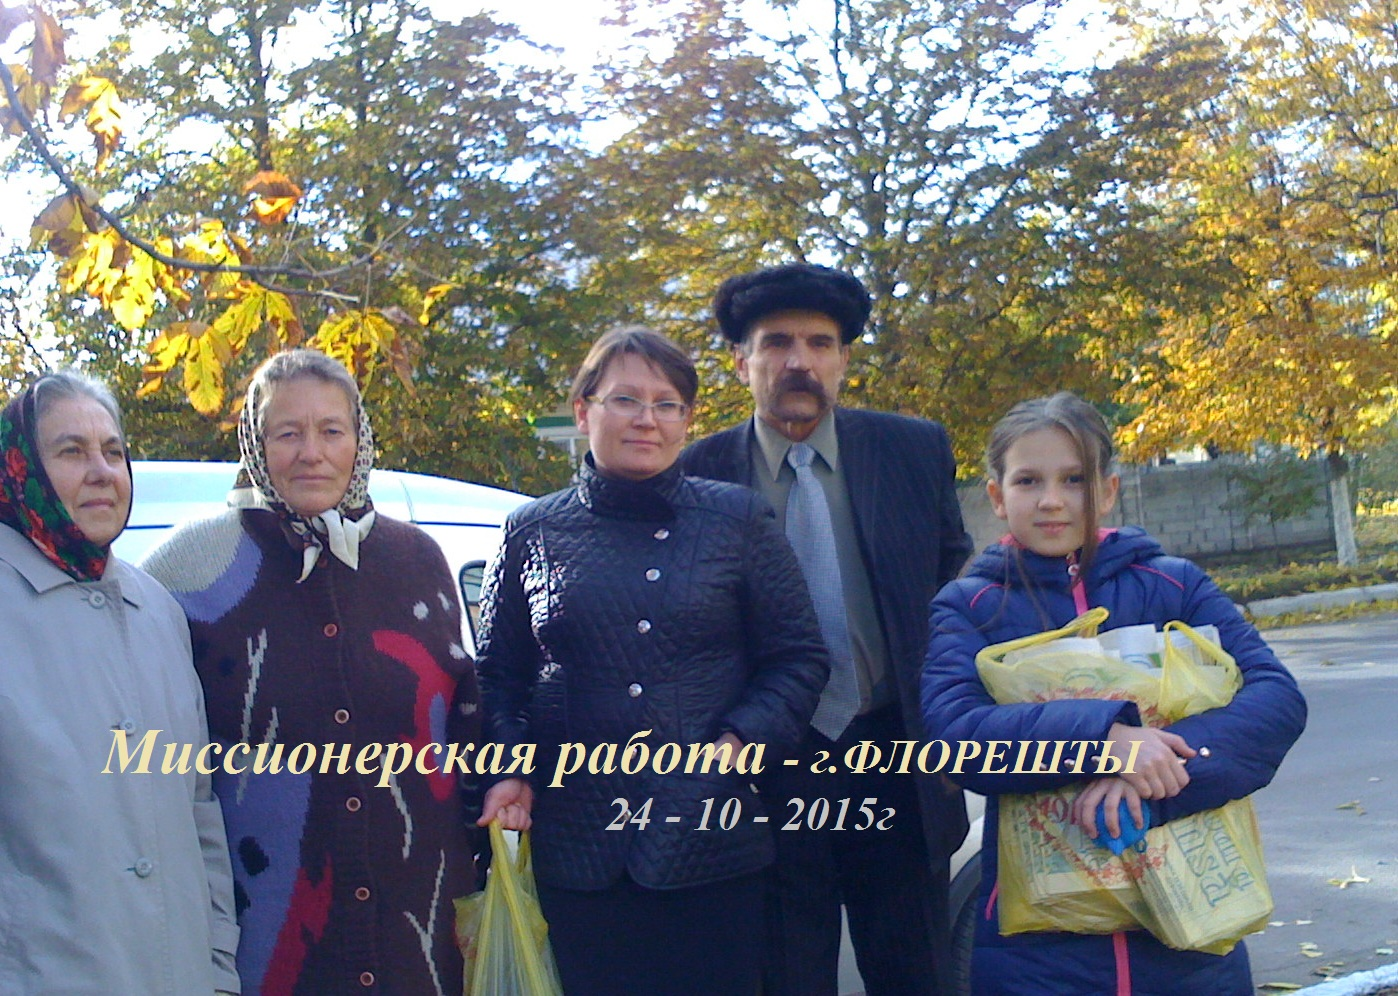 Миссионерская работа - г.ФЛОРЕШТЫ
24 - 10 - 2015г